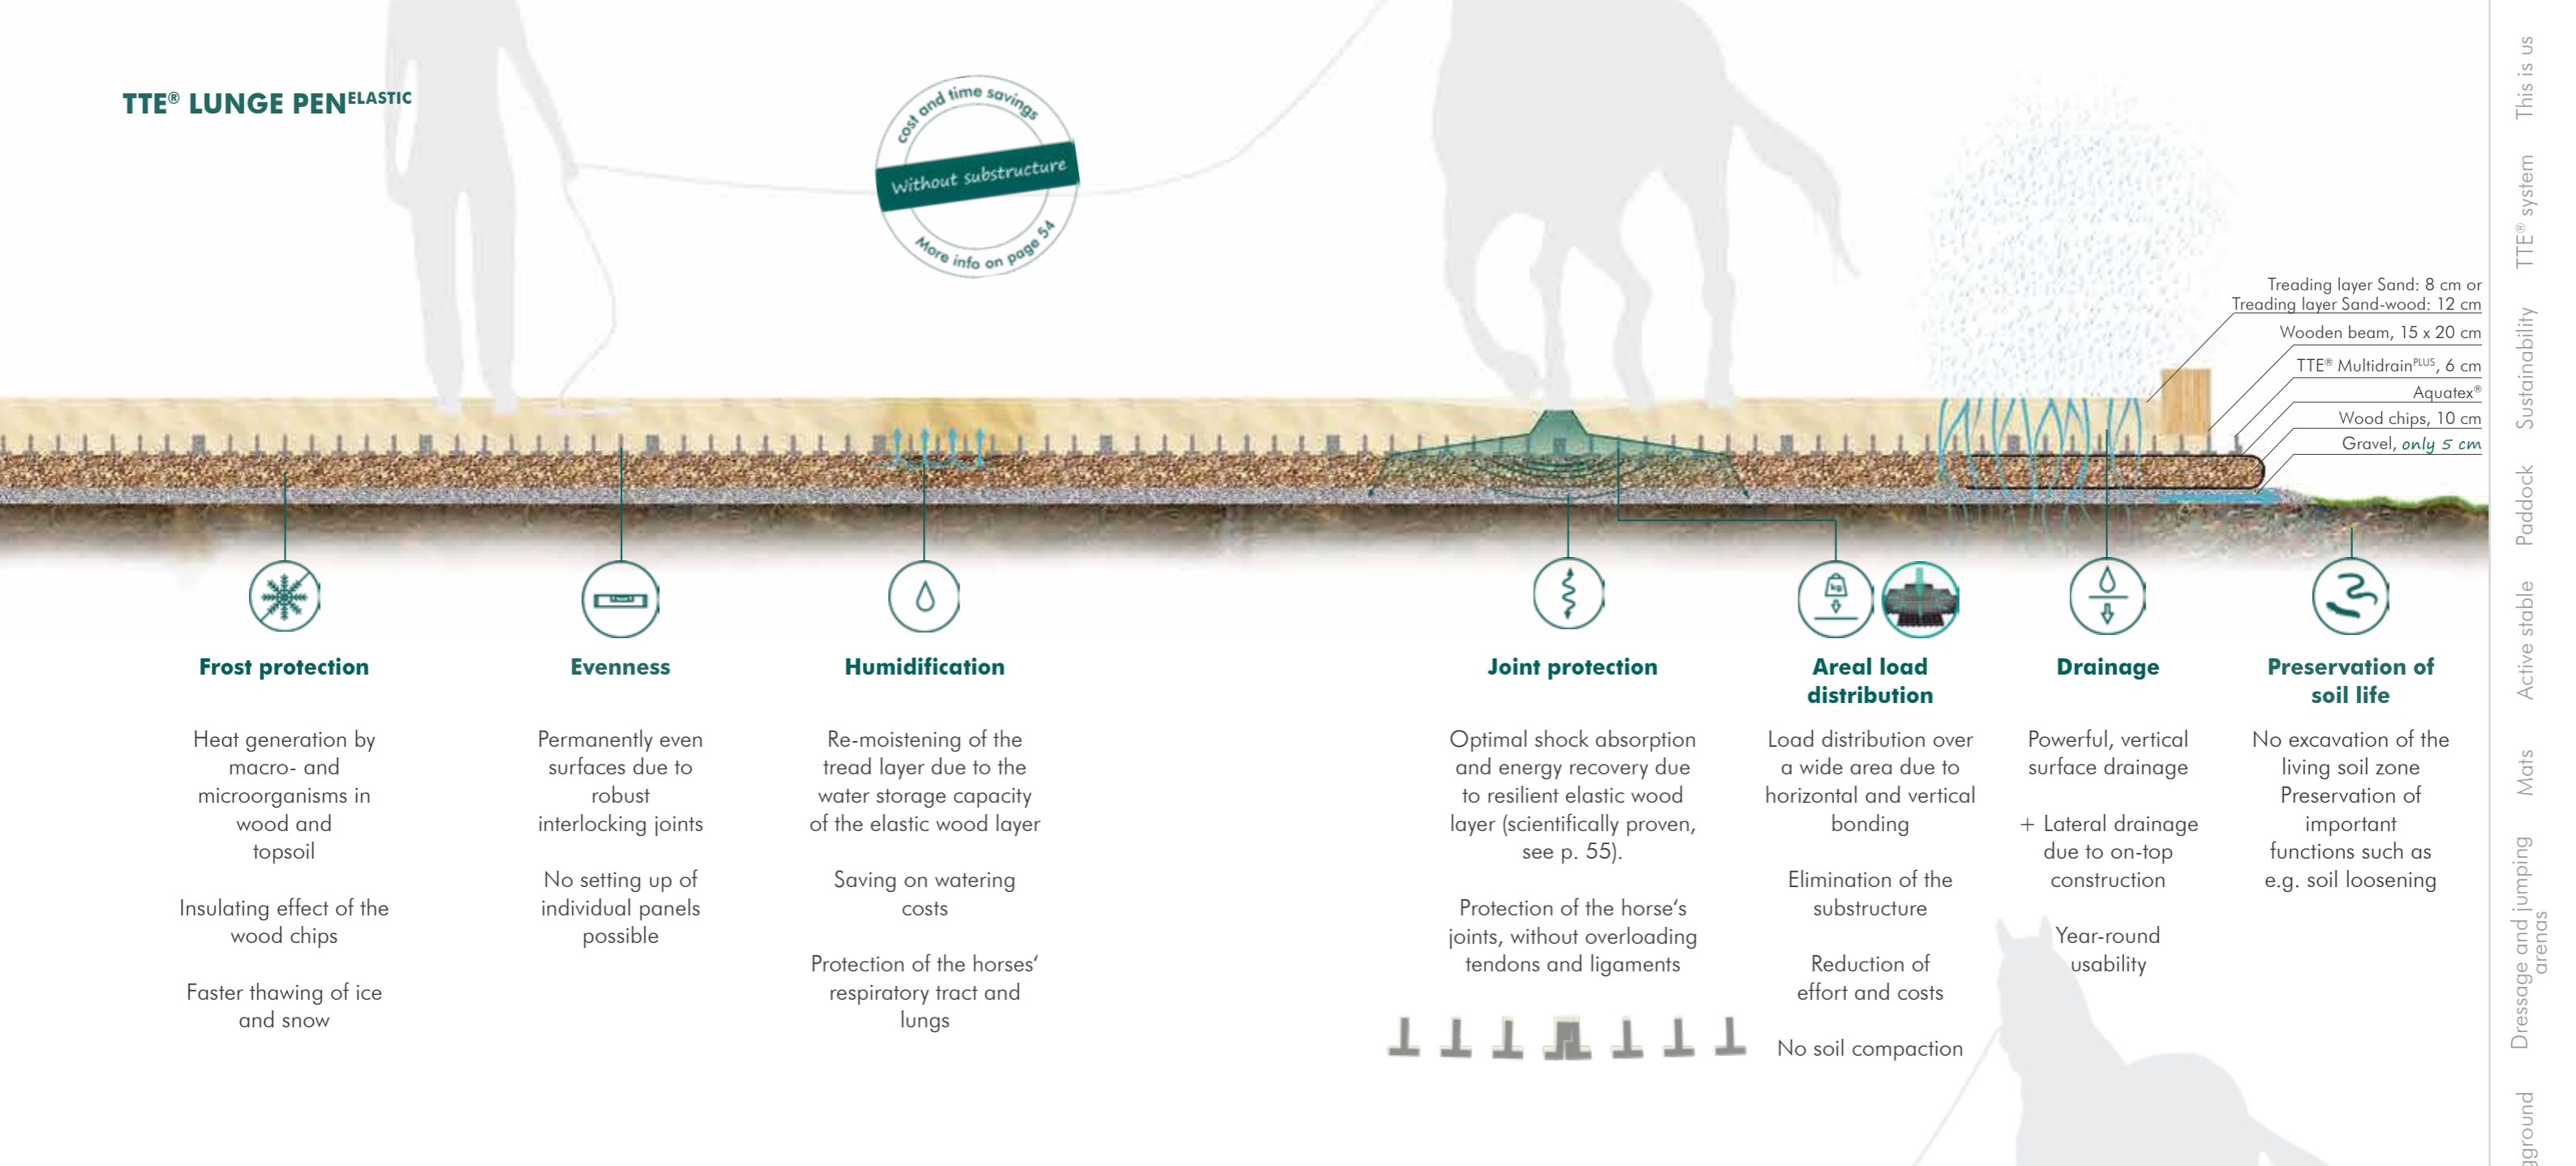 TTE® LUNGE PENELASTIC
cost and time savings
Without substructure
More info on page 54
Treading layer Sand: 8 cm or
Treading layer Sand-wood: 12 cm
Wooden beam, 15 x 20 cm
TTE® MultidrainPLUS, 6 cm
Aquatex®
Wood chips, 10 cm
Gravel, only 5 cm
kg
Frost protection
Heat generation by
macro- and
microorganisms in
wood and
topsoil
Insulating effect of the
wood chips
Faster thawing of ice
and snow
Evenness
Permanently even
surfaces due to
robust
interlocking joints
No setting up of
individual panels
possible
Humidification
Re-moistening of the
tread layer due to the
water storage capacity
of the elastic wood layer
Saving on watering
costs
Protection of the horses‘
respiratory tract and
lungs
Joint protection
Optimal shock absorption
and energy recovery due
to resilient elastic wood
layer (scientifically proven,
see p. 55).
Protection of the horse‘s
joints, without overloading
tendons and ligaments
Areal load
distribution
Load distribution over
a wide area due to
horizontal and vertical
bonding
Elimination of the
substructure
Reduction of
effort and costs
No soil compaction
Drainage
Powerful, vertical
surface drainage
+ Lateral drainage
due to on-top
construction
Year-round
usability
Preservation of
soil life
No excavation of the
living soil zone
Preservation of
important
functions such as
e.g. soil loosening
This is us
TTE® system
Sustainability
Paddock
Active stable
Mats
Dressage and jumping
arenas